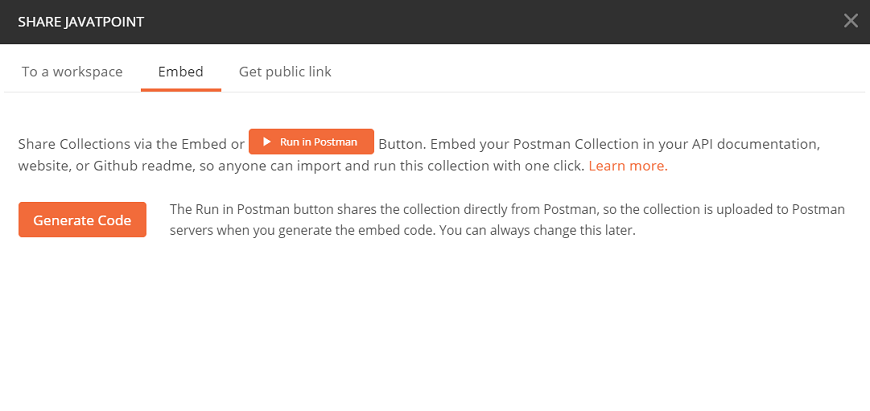 SHARE JAVATPOINT
To a workspace Embed Get public link
Share Collections via the Embed or Run in Postman Button. Embed your Postman Collection in your API documentation,
website, or Github readme, so anyone can import and run this collection with one click. Learn more.
Generate Code
The Run in Postman button shares the collection directly from Postman, so the collection is uploaded to Postman
servers when you generate the embed code. You can always change this later.